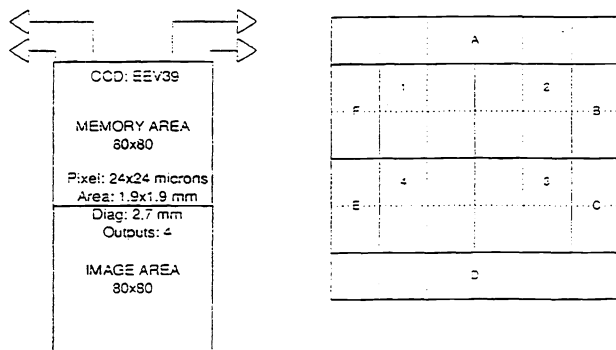 CCD: EEV39
MEMORY AREA
80x80
Pixel: 24x24 microns
Area: 1.9x1.9 mm
Diag: 2.7 mm
Outputs: 4
IMAGE AREA
80x80
A
1
2
F
B
4
3
E
C
D